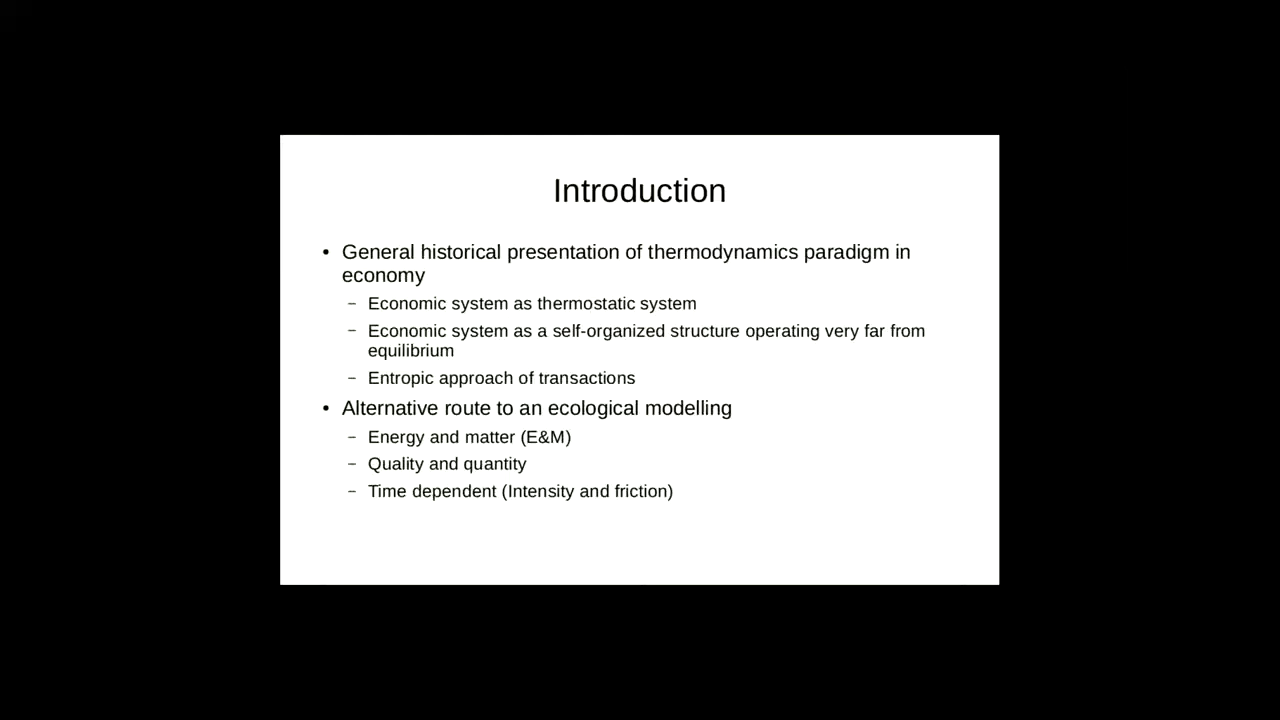 Introduction
• General historical presentation of thermodynamics paradigm in
economy
– Economic system as thermostatic system
– Economic system as a self-organized structure operating very far from
equilibrium
– Entropic approach of transactions
• Alternative route to an ecological modelling
– Energy and matter (E&M)
– Quality and quantity
– Time dependent (Intensity and friction)